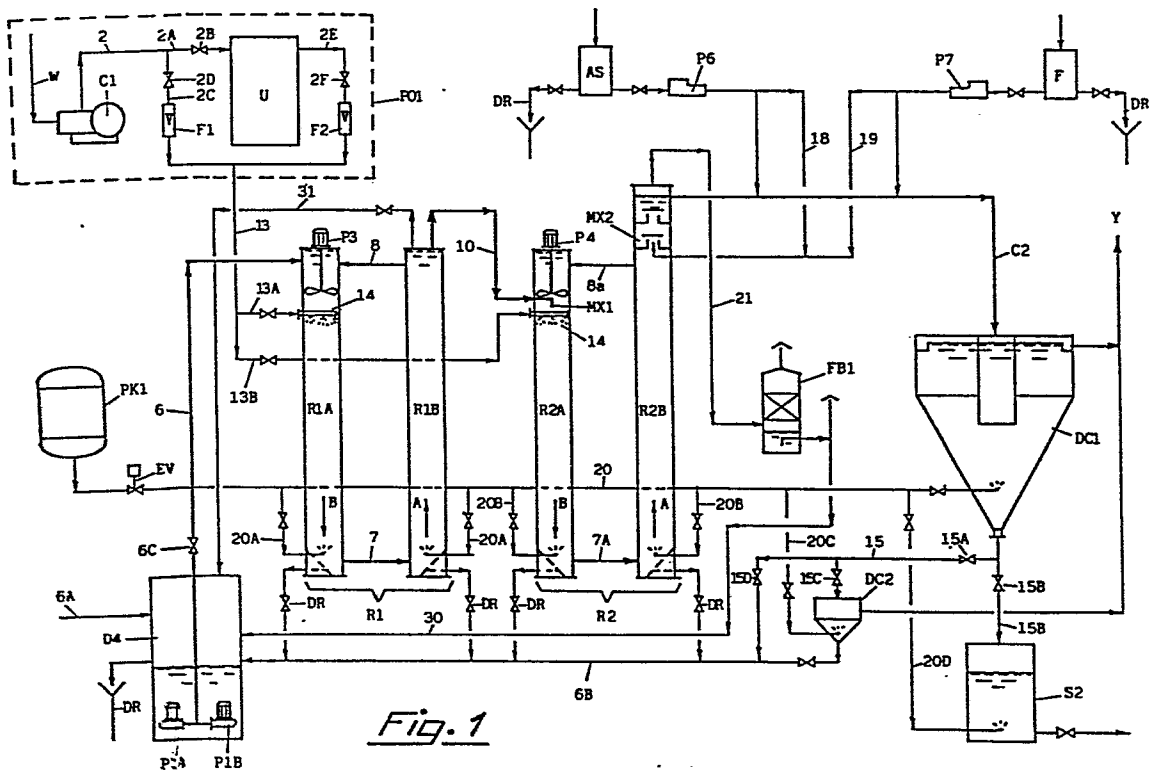 2
2A
2B
2E
W
C1
2D
2C
U
2F
F1
F2
P01
AS
P6
P7
F
DR
DR
18
19
31
13
P3
8
10
P4
MX2
8a
MX1
21
C2
Y
13A
14
14
13B
PK1
6
R1A
R1B
R2A
R2B
FB1
DC1
EV
20
B
A
20B
B
A
20B
6C
20A
7
20A
7A
20C
15
15A
15D
15C
DC2
15B
6A
D4
DR
R1
DR
DR
R2
DR
30
15B
6B
20D
S2
DR
P1B
Fig. 1